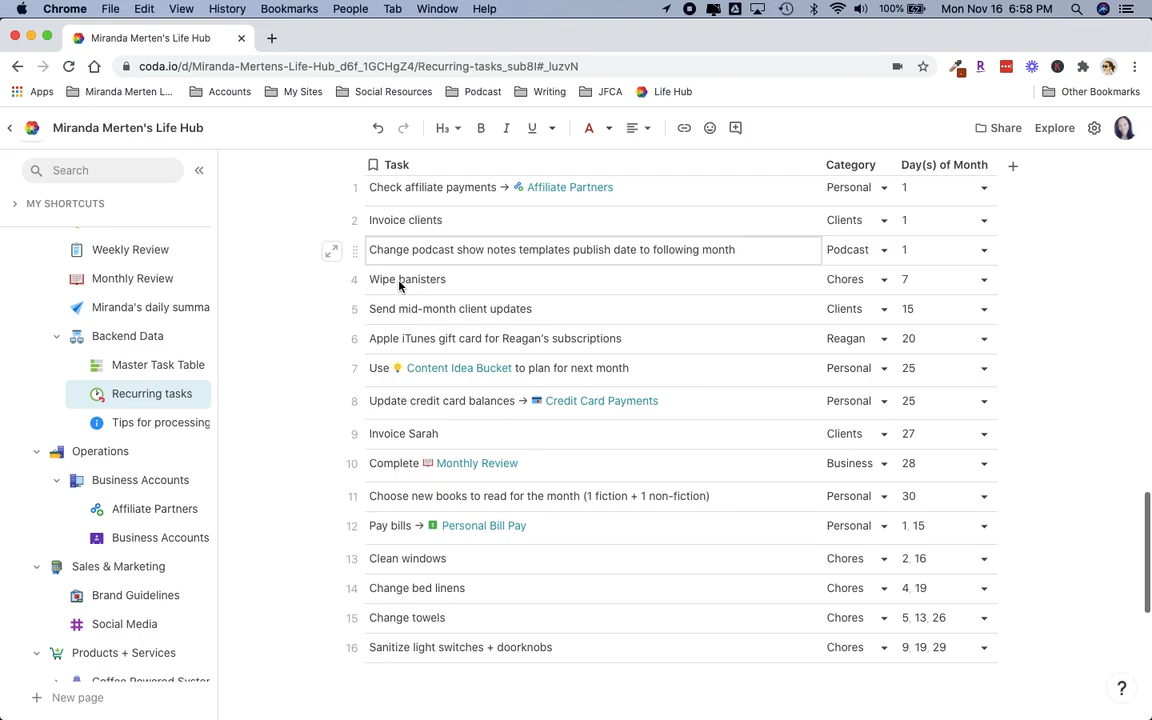 Chrome File Edit View History Bookmarks People Tab Window Help 100% Mon Nov 16 6:58 PM
Miranda Merten's Life Hub
coda.io/d/Miranda-Mertens-Life-Hub_d6f_1GCHgZ4/Recurring-tasks_sub8I#_luzvN
Apps Miranda Merten L... Accounts My Sites Social Resources Podcast Writing JFCA Life Hub Other Bookmarks
Miranda Merten's Life Hub H₃ B I U A Share Explore
Search
MY SHORTCUTS
Weekly Review
Monthly Review
Miranda's daily summa
Backend Data
Master Task Table
Recurring tasks
Tips for processing
Operations
Business Accounts
Affiliate Partners
Business Accounts
Sales & Marketing
Brand Guidelines
Social Media
Products + Services
Coffee Powered Syster
New page
Task Category Day(s) of Month
1 Check affiliate payments → Affiliate Partners Personal 1
2 Invoice clients Clients 1
Change podcast show notes templates publish date to following month Podcast 1
4 Wipe banisters Chores 7
5 Send mid-month client updates Clients 15
6 Apple iTunes gift card for Reagan's subscriptions Reagan 20
7 Use Content Idea Bucket to plan for next month Personal 25
8 Update credit card balances → Credit Card Payments Personal 25
9 Invoice Sarah Clients 27
10 Complete Monthly Review Business 28
11 Choose new books to read for the month (1 fiction + 1 non-fiction) Personal 30
12 Pay bills → Personal Bill Pay Personal 1, 15
13 Clean windows Chores 2, 16
14 Change bed linens Chores 4, 19
15 Change towels Chores 5, 13, 26
16 Sanitize light switches + doorknobs Chores 9, 19, 29
?